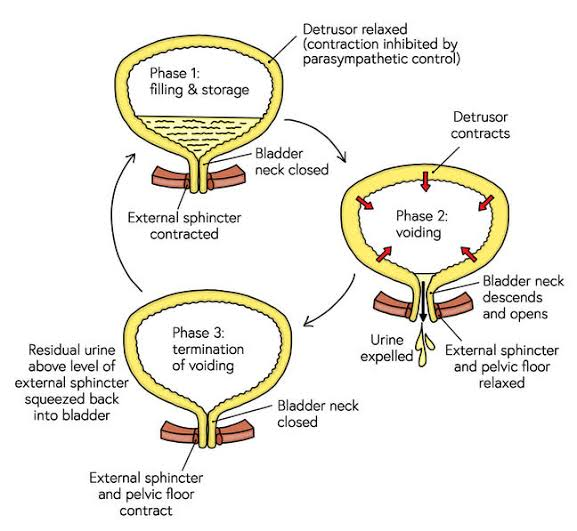 Detrusor relaxed
(contraction inhibited by
parasympathetic control)
Phase 1:
filling & storage
Bladder
neck closed
External sphincter
contracted
Detrusor
contracts
Phase 2:
voiding
Bladder neck
descends
and opens
Urine
expelled
External sphincter
and pelvic floor
relaxed
Phase 3:
termination
of voiding
Residual urine
above level of
external sphincter
squeezed back
into bladder
Bladder neck
closed
External sphincter
and pelvic floor
contract